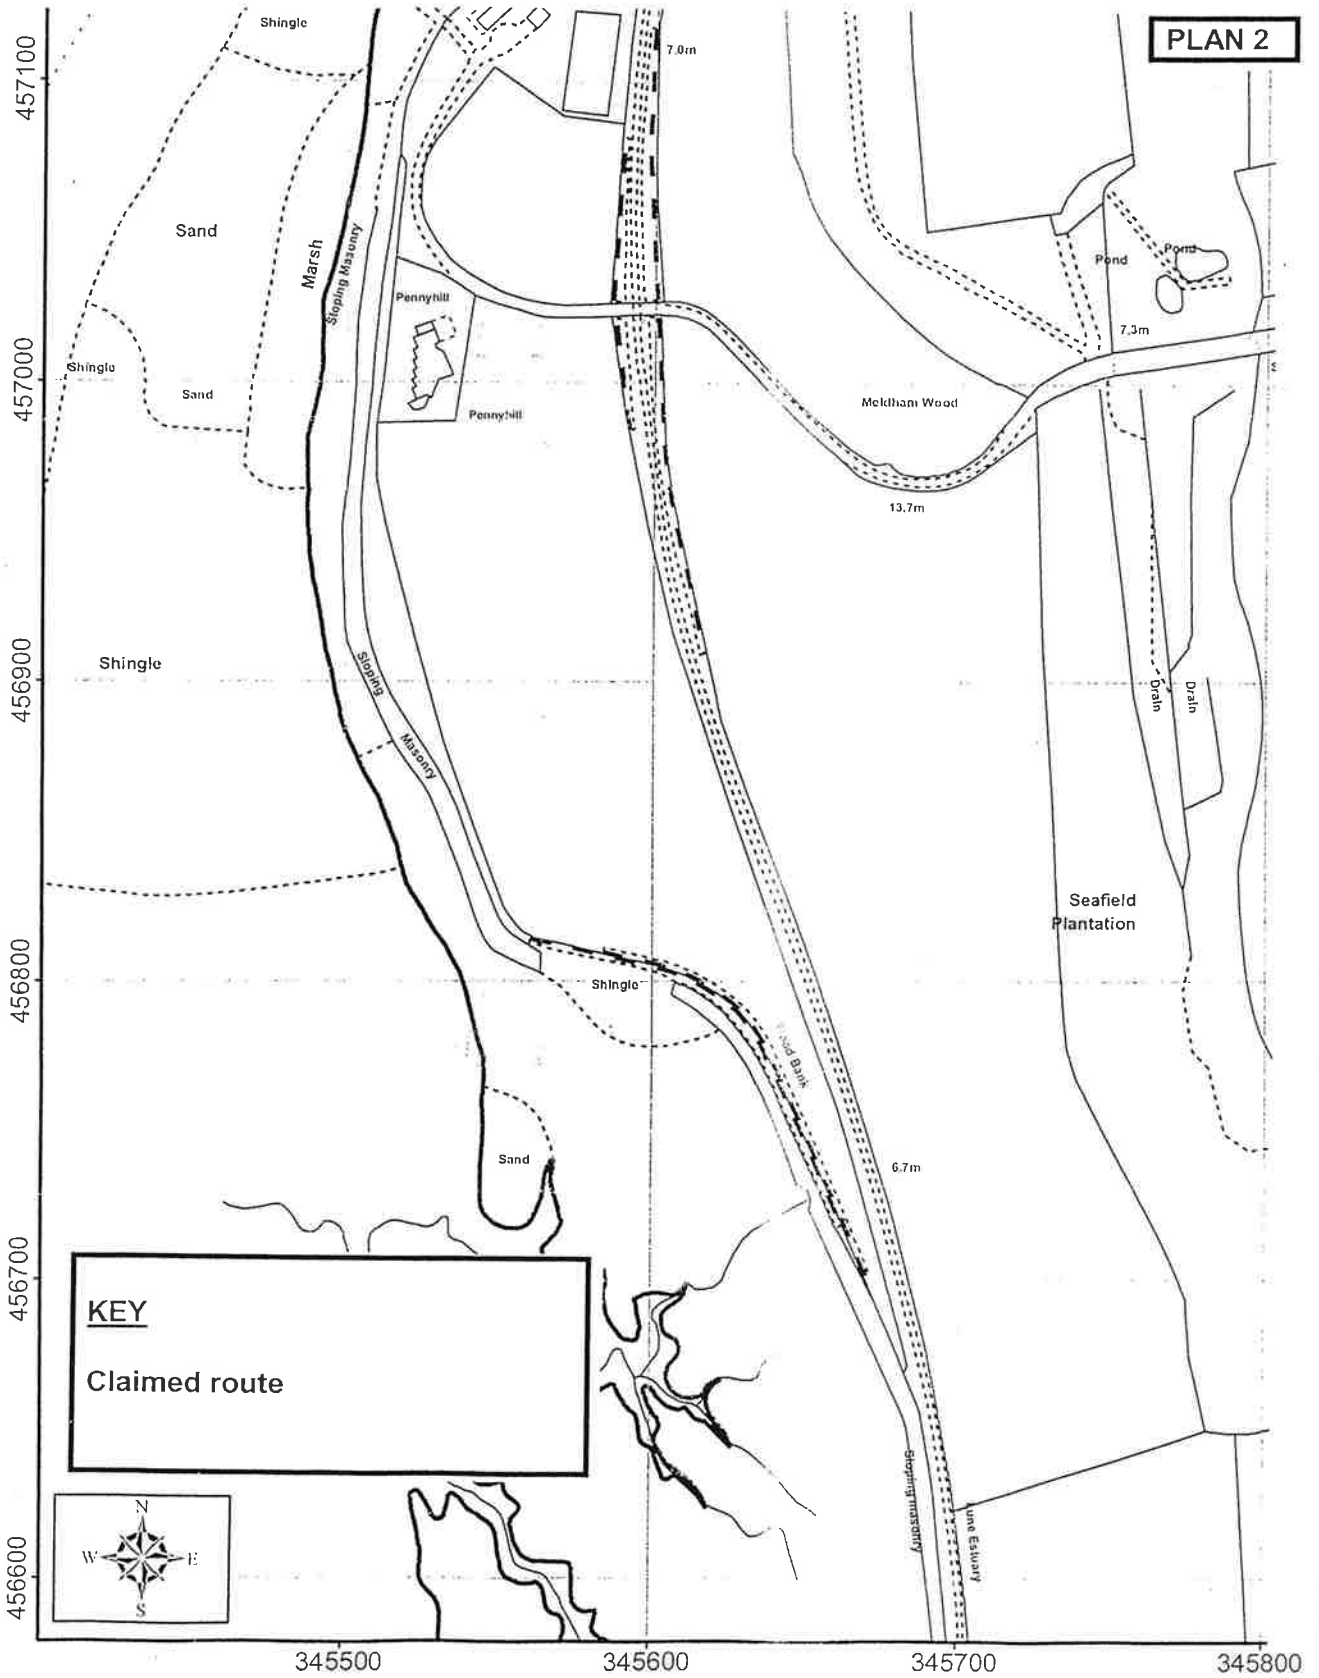 PLAN 2
Shingle
7.0m
457100
Sand
Marsh
Sloping Masonry
Pond
Pond
Pennyhill
7.3m
Shingle
457000
Sand
Meldham Wood
Pennyhill
13.7m
Shingle
456900
Sloping
Masonry
Drain
Drain
Seafield
Plantation
456800
Shingle
Flood Bank
Sand
6.7m
456700
KEY
Claimed route
Sloping masonry
Lune Estuary
N
W
E
S
456600
345500
345600
345700
345800